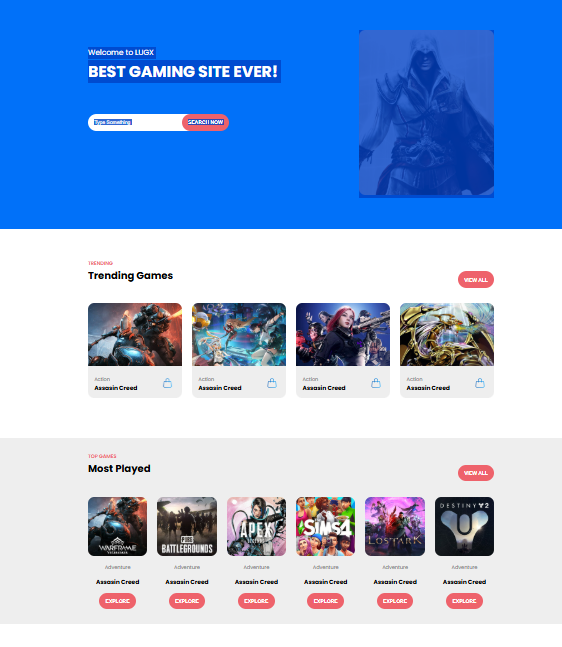 Welcome to LUGX
BEST GAMING SITE EVER!
Type Something
SEARCH NOW
TRENDING
Trending Games
VIEW ALL
Action
Assasin Creed
Action
Assasin Creed
Action
Assasin Creed
Action
Assasin Creed
TOP GAMES
Most Played
VIEW ALL
WARFRAME
PUBG
BATTLEGROUNDS
APEX
The SIMS4
LOST ARK
DESTINY 2
Adventure
Assasin Creed
EXPLORE
Adventure
Assasin Creed
EXPLORE
Adventure
Assasin Creed
EXPLORE
Adventure
Assasin Creed
EXPLORE
Adventure
Assasin Creed
EXPLORE
Adventure
Assasin Creed
EXPLORE